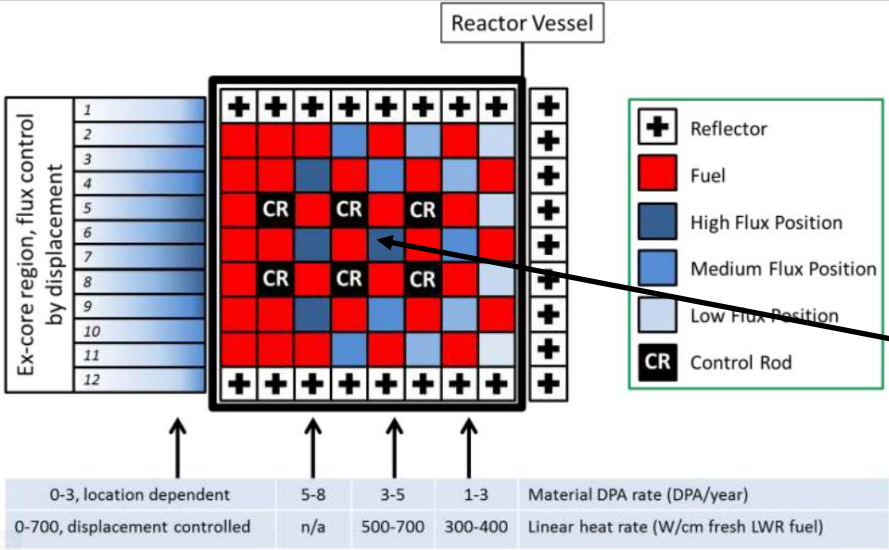 Reactor Vessel
Ex-core region, flux control
by displacement
1
2
3
4
5
6
7
8
9
10
11
12
CR CR CR
CR CR CR
Reflector
Fuel
High Flux Position
Medium Flux Position
Low Flux Position
CR Control Rod
0-3, location dependent 5-8 3-5 1-3 Material DPA rate (DPA/year)
0-700, displacement controlled n/a 500-700 300-400 Linear heat rate (W/cm fresh LWR fuel)